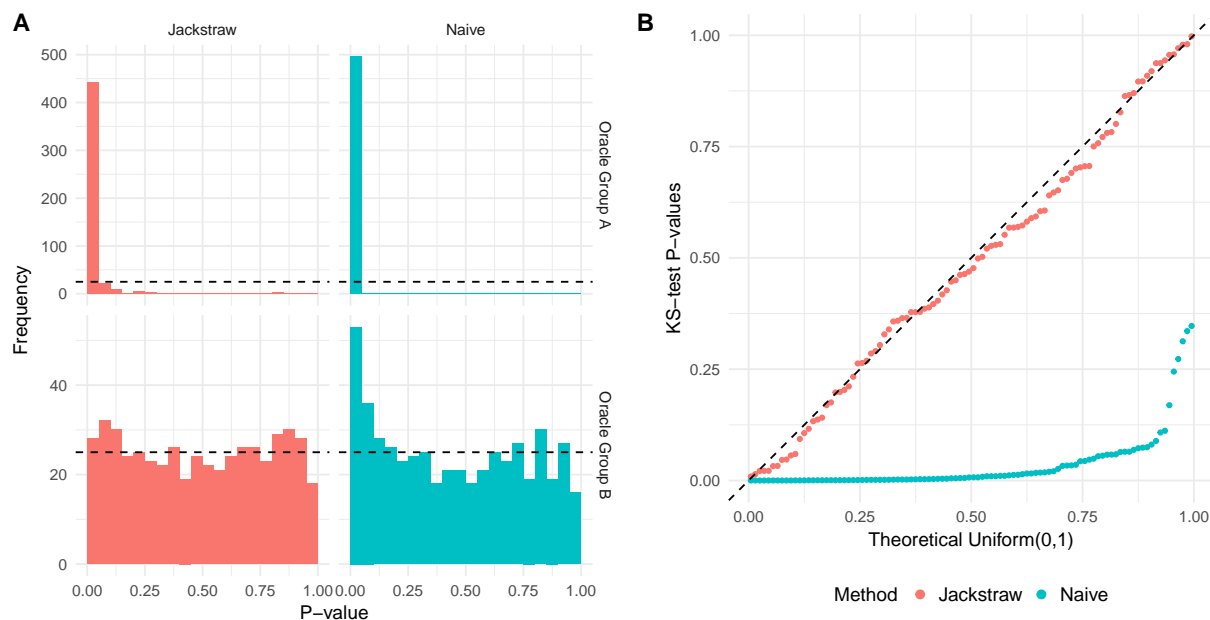 A
Jackstraw Naive
500
400
300
200
100
0
Oracle Group A
Frequency
40
20
0
Oracle Group B
0.00 0.25 0.50 0.75 1.00 0.00 0.25 0.50 0.75 1.00
P−value
B
1.00
0.75
0.50
0.25
0.00
KS−test P−values
0.00 0.25 0.50 0.75 1.00
Theoretical Uniform(0,1)
Method Jackstraw Naive